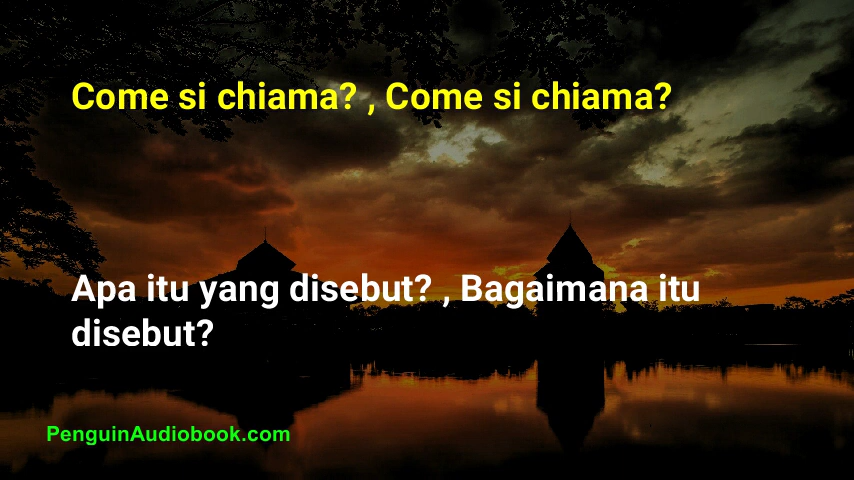 Come si chiama? , Come si chiama?
Apa itu yang disebut? , Bagaimana itu
disebut?
PenguinAudiobook.com